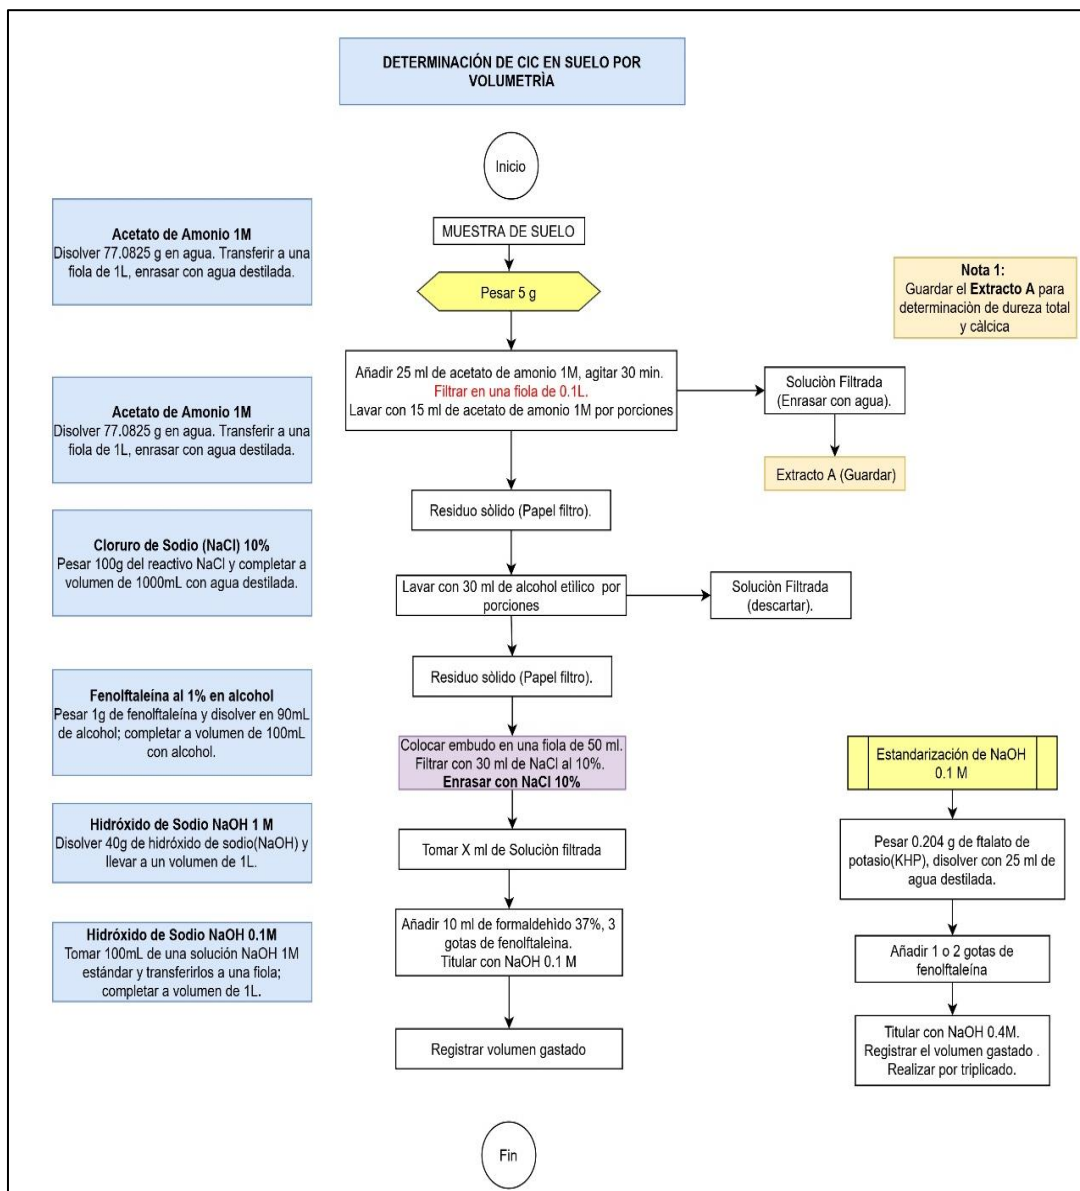 DETERMINACIÓN DE CIC EN SUELO POR
VOLUMETRÌA
Inicio
Acetato de Amonio 1M
Disolver 77.0825 g en agua. Transferir a una
fiola de 1L, enrasar con agua destilada.
MUESTRA DE SUELO
Pesar 5 g
Nota 1:
Guardar el Extracto A para
determinaciòn de dureza total
y càlcica
Añadir 25 ml de acetato de amonio 1M, agitar 30 min.
Filtrar en una fiola de 0.1L.
Lavar con 15 ml de acetato de amonio 1M por porciones
Soluciòn Filtrada
(Enrasar con agua).
Acetato de Amonio 1M
Disolver 77.0825 g en agua. Transferir a una
fiola de 1L, enrasar con agua destilada.
Extracto A (Guardar)
Residuo sòlido (Papel filtro).
Cloruro de Sodio (NaCl) 10%
Pesar 100g del reactivo NaCl y completar a
volumen de 1000mL con agua destilada.
Lavar con 30 ml de alcohol etìlico por
porciones
Soluciòn Filtrada
(descartar).
Residuo sòlido (Papel filtro).
Fenolftaleína al 1% en alcohol
Pesar 1g de fenolftaleína y disolver en 90mL
de alcohol; completar a volumen de 100mL
con alcohol.
Colocar embudo en una fiola de 50 ml.
Filtrar con 30 ml de NaCl al 10%.
Enrasar con NaCl 10%
Estandarización de NaOH
0.1 M
Hidróxido de Sodio NaOH 1 M
Disolver 40g de hidróxido de sodio(NaOH) y
llevar a un volumen de 1L.
Tomar X ml de Soluciòn filtrada
Pesar 0.204 g de ftalato de
potasio(KHP), disolver con 25 ml de
agua destilada.
Hidróxido de Sodio NaOH 0.1M
Tomar 100mL de una solución NaOH 1M
estándar y transferirlos a una fiola;
completar a volumen de 1L.
Añadir 10 ml de formaldehìdo 37%, 3
gotas de fenolftaleìna.
Titular con NaOH 0.1 M
Añadir 1 o 2 gotas de
fenolftaleína
Registrar volumen gastado
Titular con NaOH 0.4M.
Registrar el volumen gastado .
Realizar por triplicado.
Fin